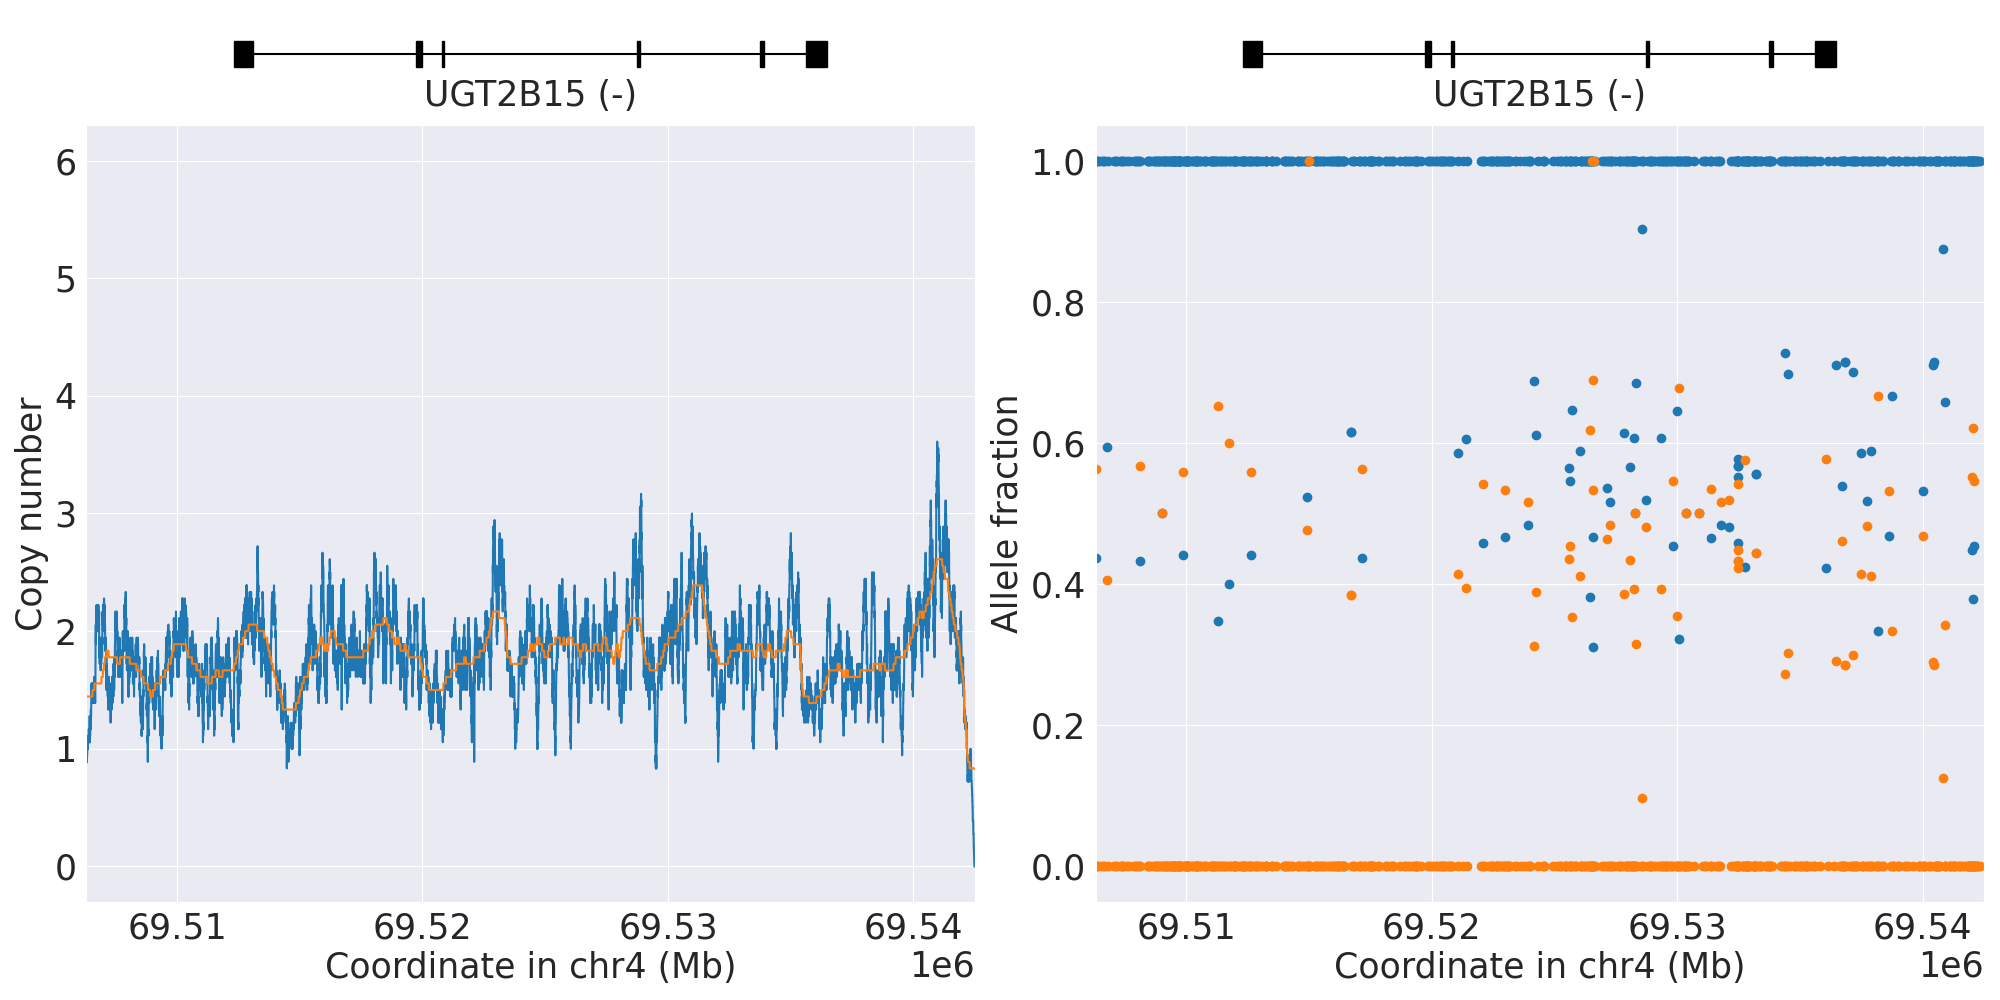 UGT2B15 (-)
UGT2B15 (-)
Copy number
6
5
4
3
2
1
0
69.51 69.52 69.53 69.54
Coordinate in chr4 (Mb)
1e6
Allele fraction
1.0
0.8
0.6
0.4
0.2
0.0
69.51 69.52 69.53 69.54
Coordinate in chr4 (Mb)
1e6